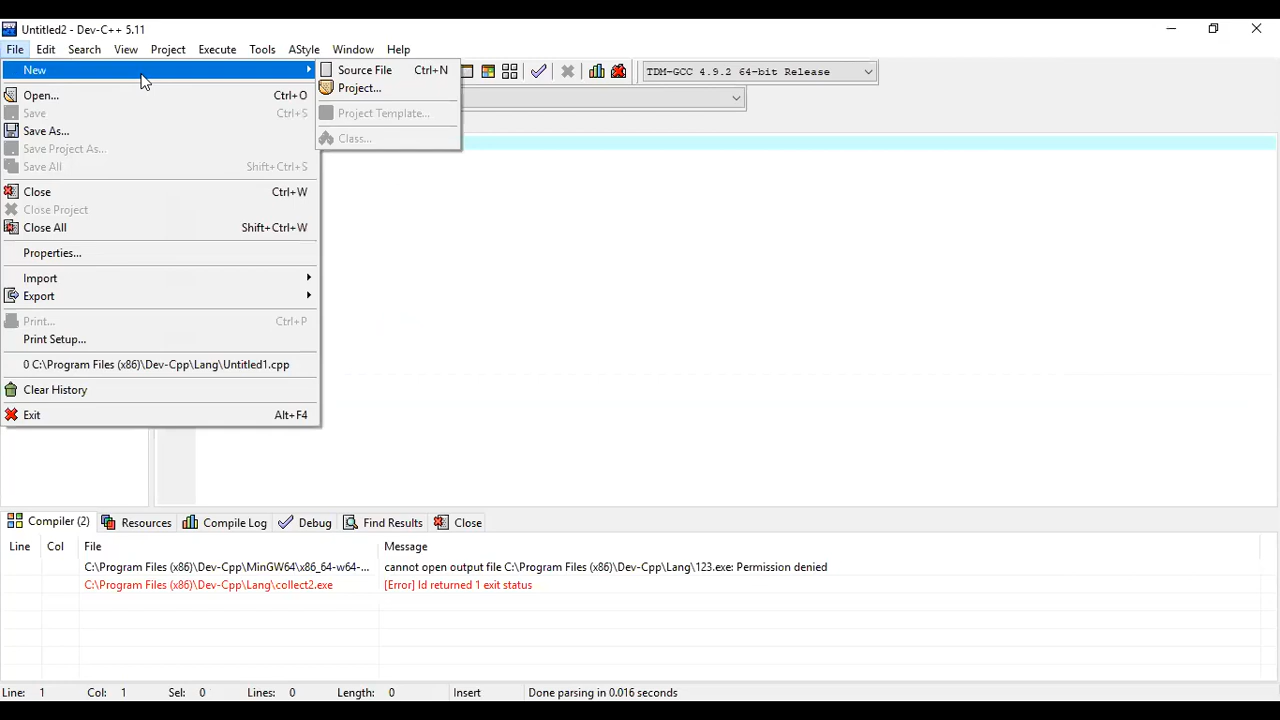 Untitled2 - Dev-C++ 5.11
File Edit Search View Project Execute Tools AStyle Window Help
New
Source File Ctrl+N
TDM-GCC 4.9.2 64-bit Release
Project...
Open... Ctrl+O
Save Ctrl+S
Project Template...
Save As...
Class...
Save Project As...
Save All Shift+Ctrl+S
Close Ctrl+W
Close Project
Close All Shift+Ctrl+W
Properties...
Import
Export
Print... Ctrl+P
Print Setup...
0 C:\Program Files (x86)\Dev-Cpp\Lang\Untitled1.cpp
Clear History
Exit Alt+F4
Compiler (2) Resources Compile Log Debug Find Results Close
Line Col File Message
C:\Program Files (x86)\Dev-Cpp\MinGW64\x86_64-w64-... cannot open output file C:\Program Files (x86)\Dev-Cpp\Lang\123.exe: Permission denied
C:\Program Files (x86)\Dev-Cpp\Lang\collect2.exe [Error] ld returned 1 exit status
Line: 1 Col: 1 Sel: 0 Lines: 0 Length: 0 Insert Done parsing in 0.016 seconds